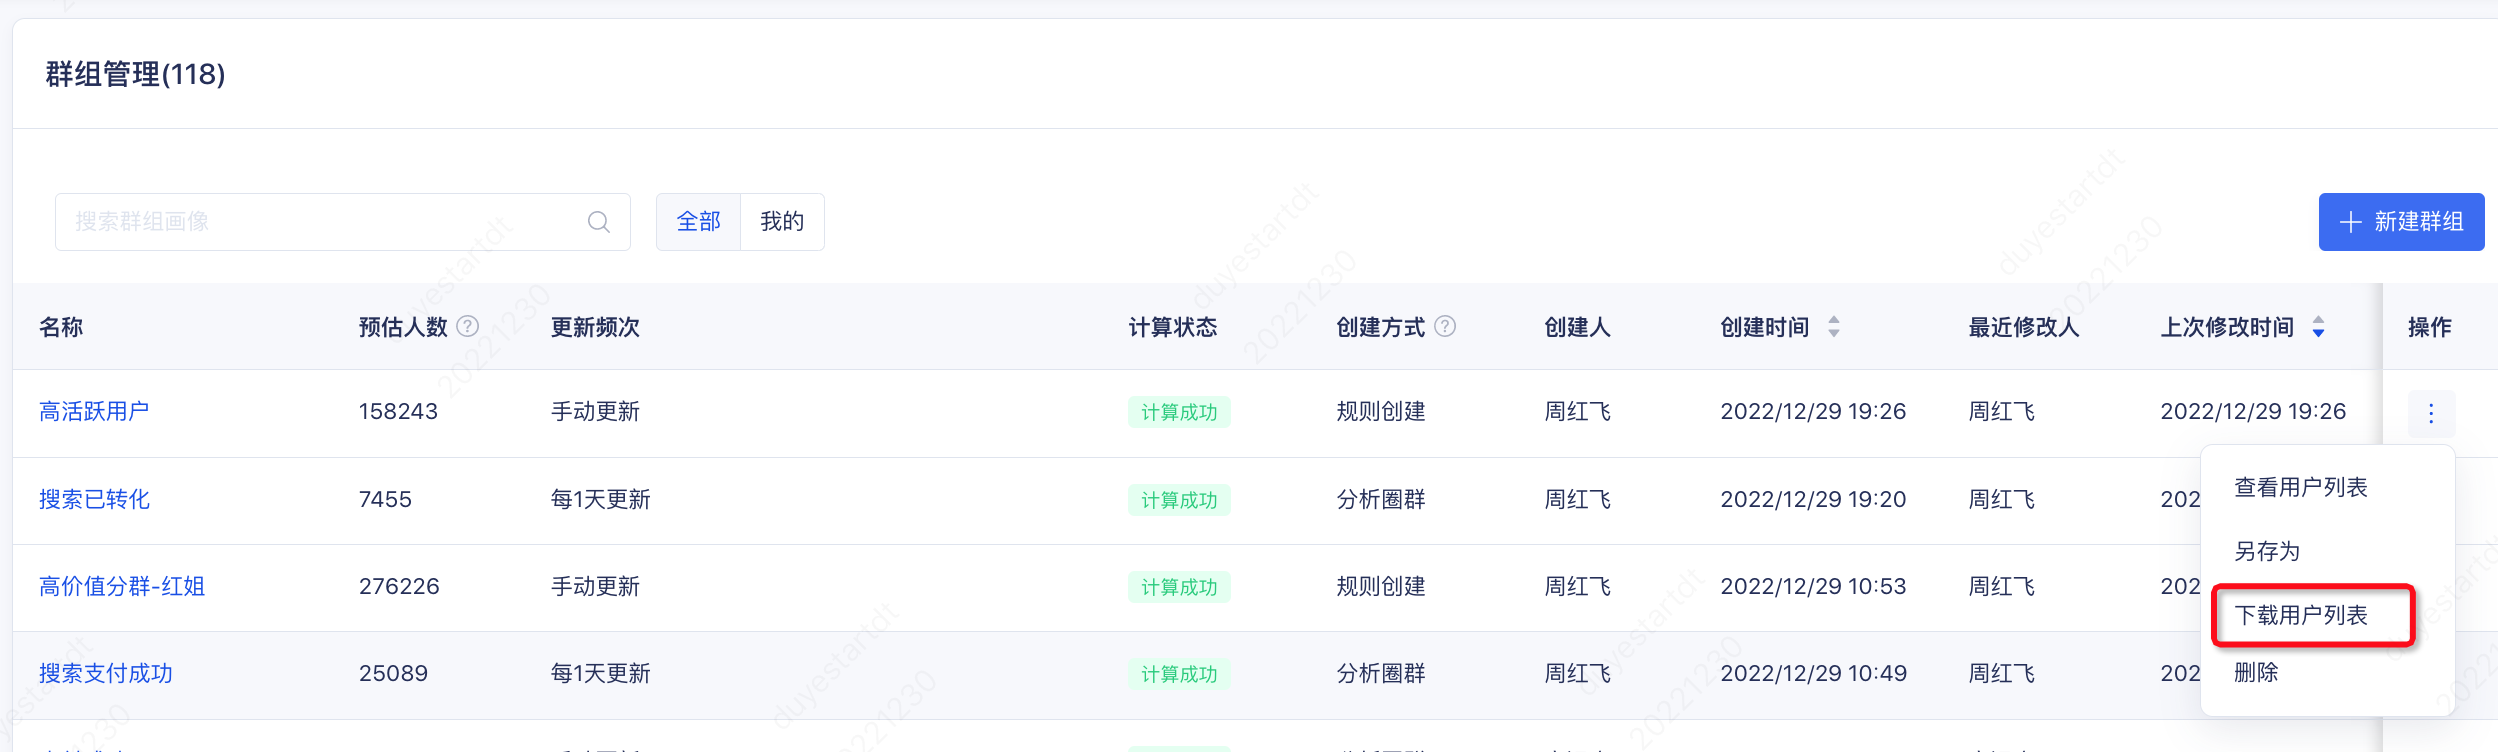 群组管理(118)
搜索群组画像 全部 我的 新建群组
名称 预估人数 更新频次 计算状态 创建方式 创建人 创建时间 最近修改人 上次修改时间 操作
高活跃用户 158243 手动更新 计算成功 规则创建 周红飞 2022/12/29 19:26 周红飞 2022/12/29 19:26
搜索已转化 7455 每1天更新 计算成功 分析圈群 周红飞 2022/12/29 19:20 周红飞 202
高价值分群-红姐 276226 手动更新 计算成功 规则创建 周红飞 2022/12/29 10:53 周红飞 202
搜索支付成功 25089 每1天更新 计算成功 分析圈群 周红飞 2022/12/29 10:49 周红飞 202
查看用户列表
另存为
下载用户列表
删除
duyestartdt
20221230
duyestartdt
20221230
duyestartdt
20221230
duyestartdt
20221230
duyestartdt
20221230